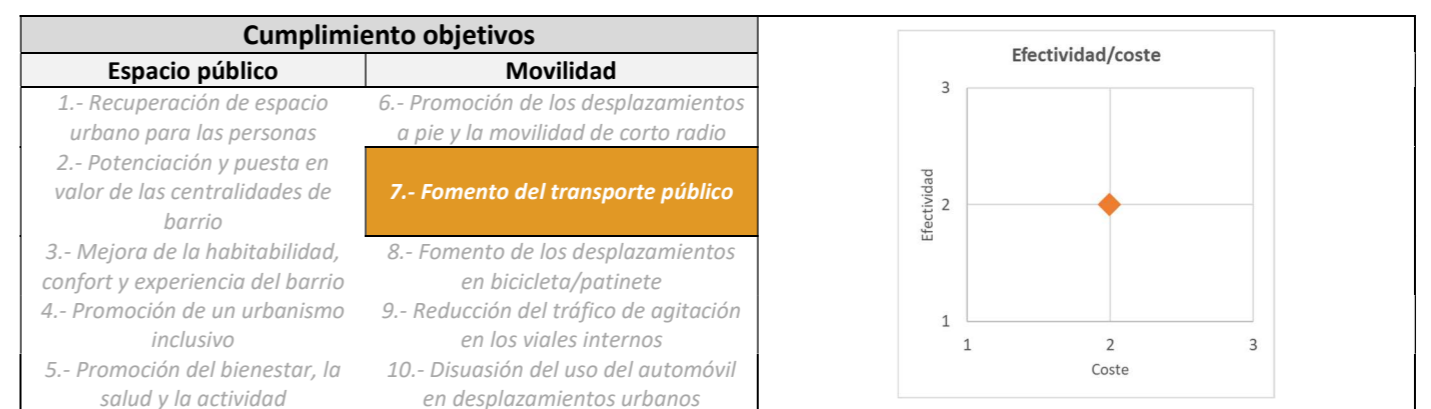 Cumplimiento objetivos
Espacio público
Movilidad
1.- Recuperación de espacio
urbano para las personas
6.- Promoción de los desplazamientos
a pie y la movilidad de corto radio
2.- Potenciación y puesta en
valor de las centralidades de
barrio
7.- Fomento del transporte público
3.- Mejora de la habitabilidad,
confort y experiencia del barrio
8.- Fomento de los desplazamientos
en bicicleta/patinete
4.- Promoción de un urbanismo
inclusivo
9.- Reducción del tráfico de agitación
en los viales internos
5.- Promoción del bienestar, la
salud y la actividad
10.- Disuasión del uso del automóvil
en desplazamientos urbanos
Efectividad/coste
3
2
1
Efectividad
1 2 3
Coste